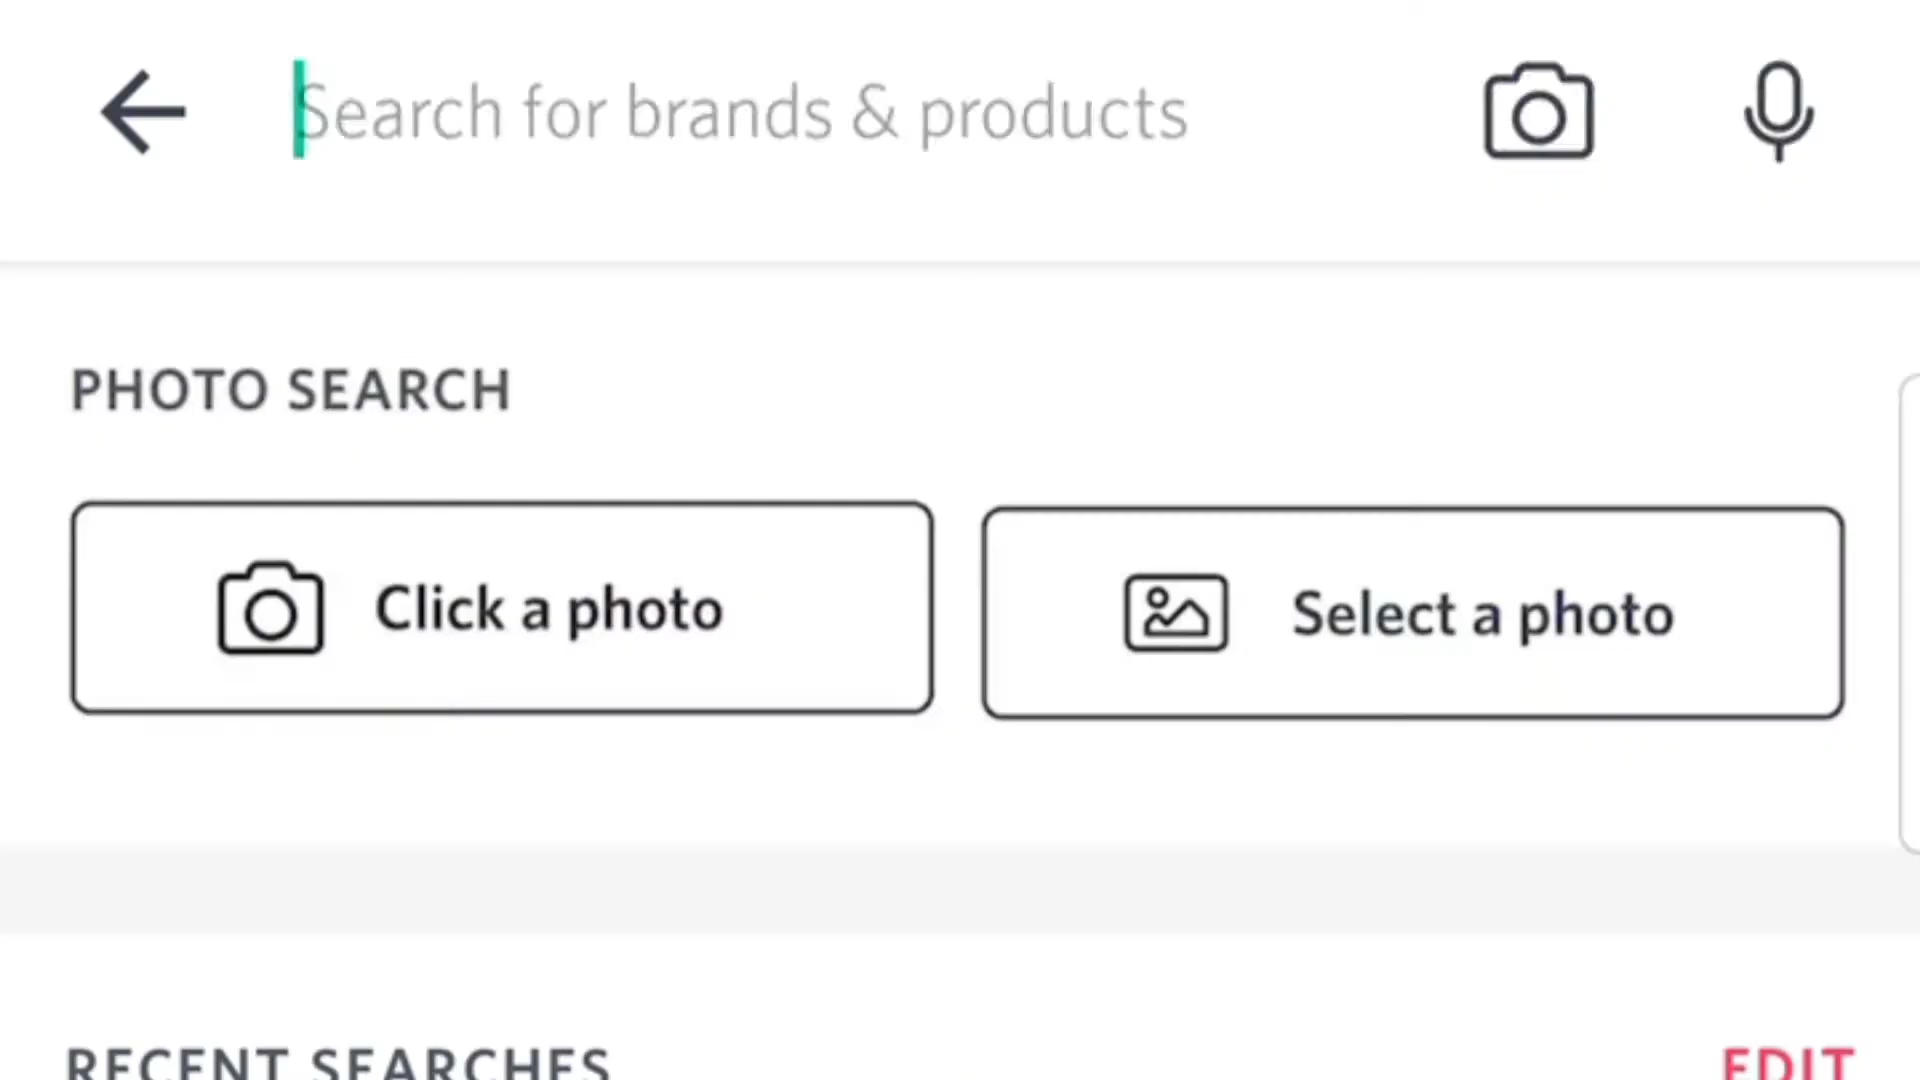 Search for brands & products
PHOTO SEARCH
Click a photo
Select a photo
RECENT SEARCHES
EDIT